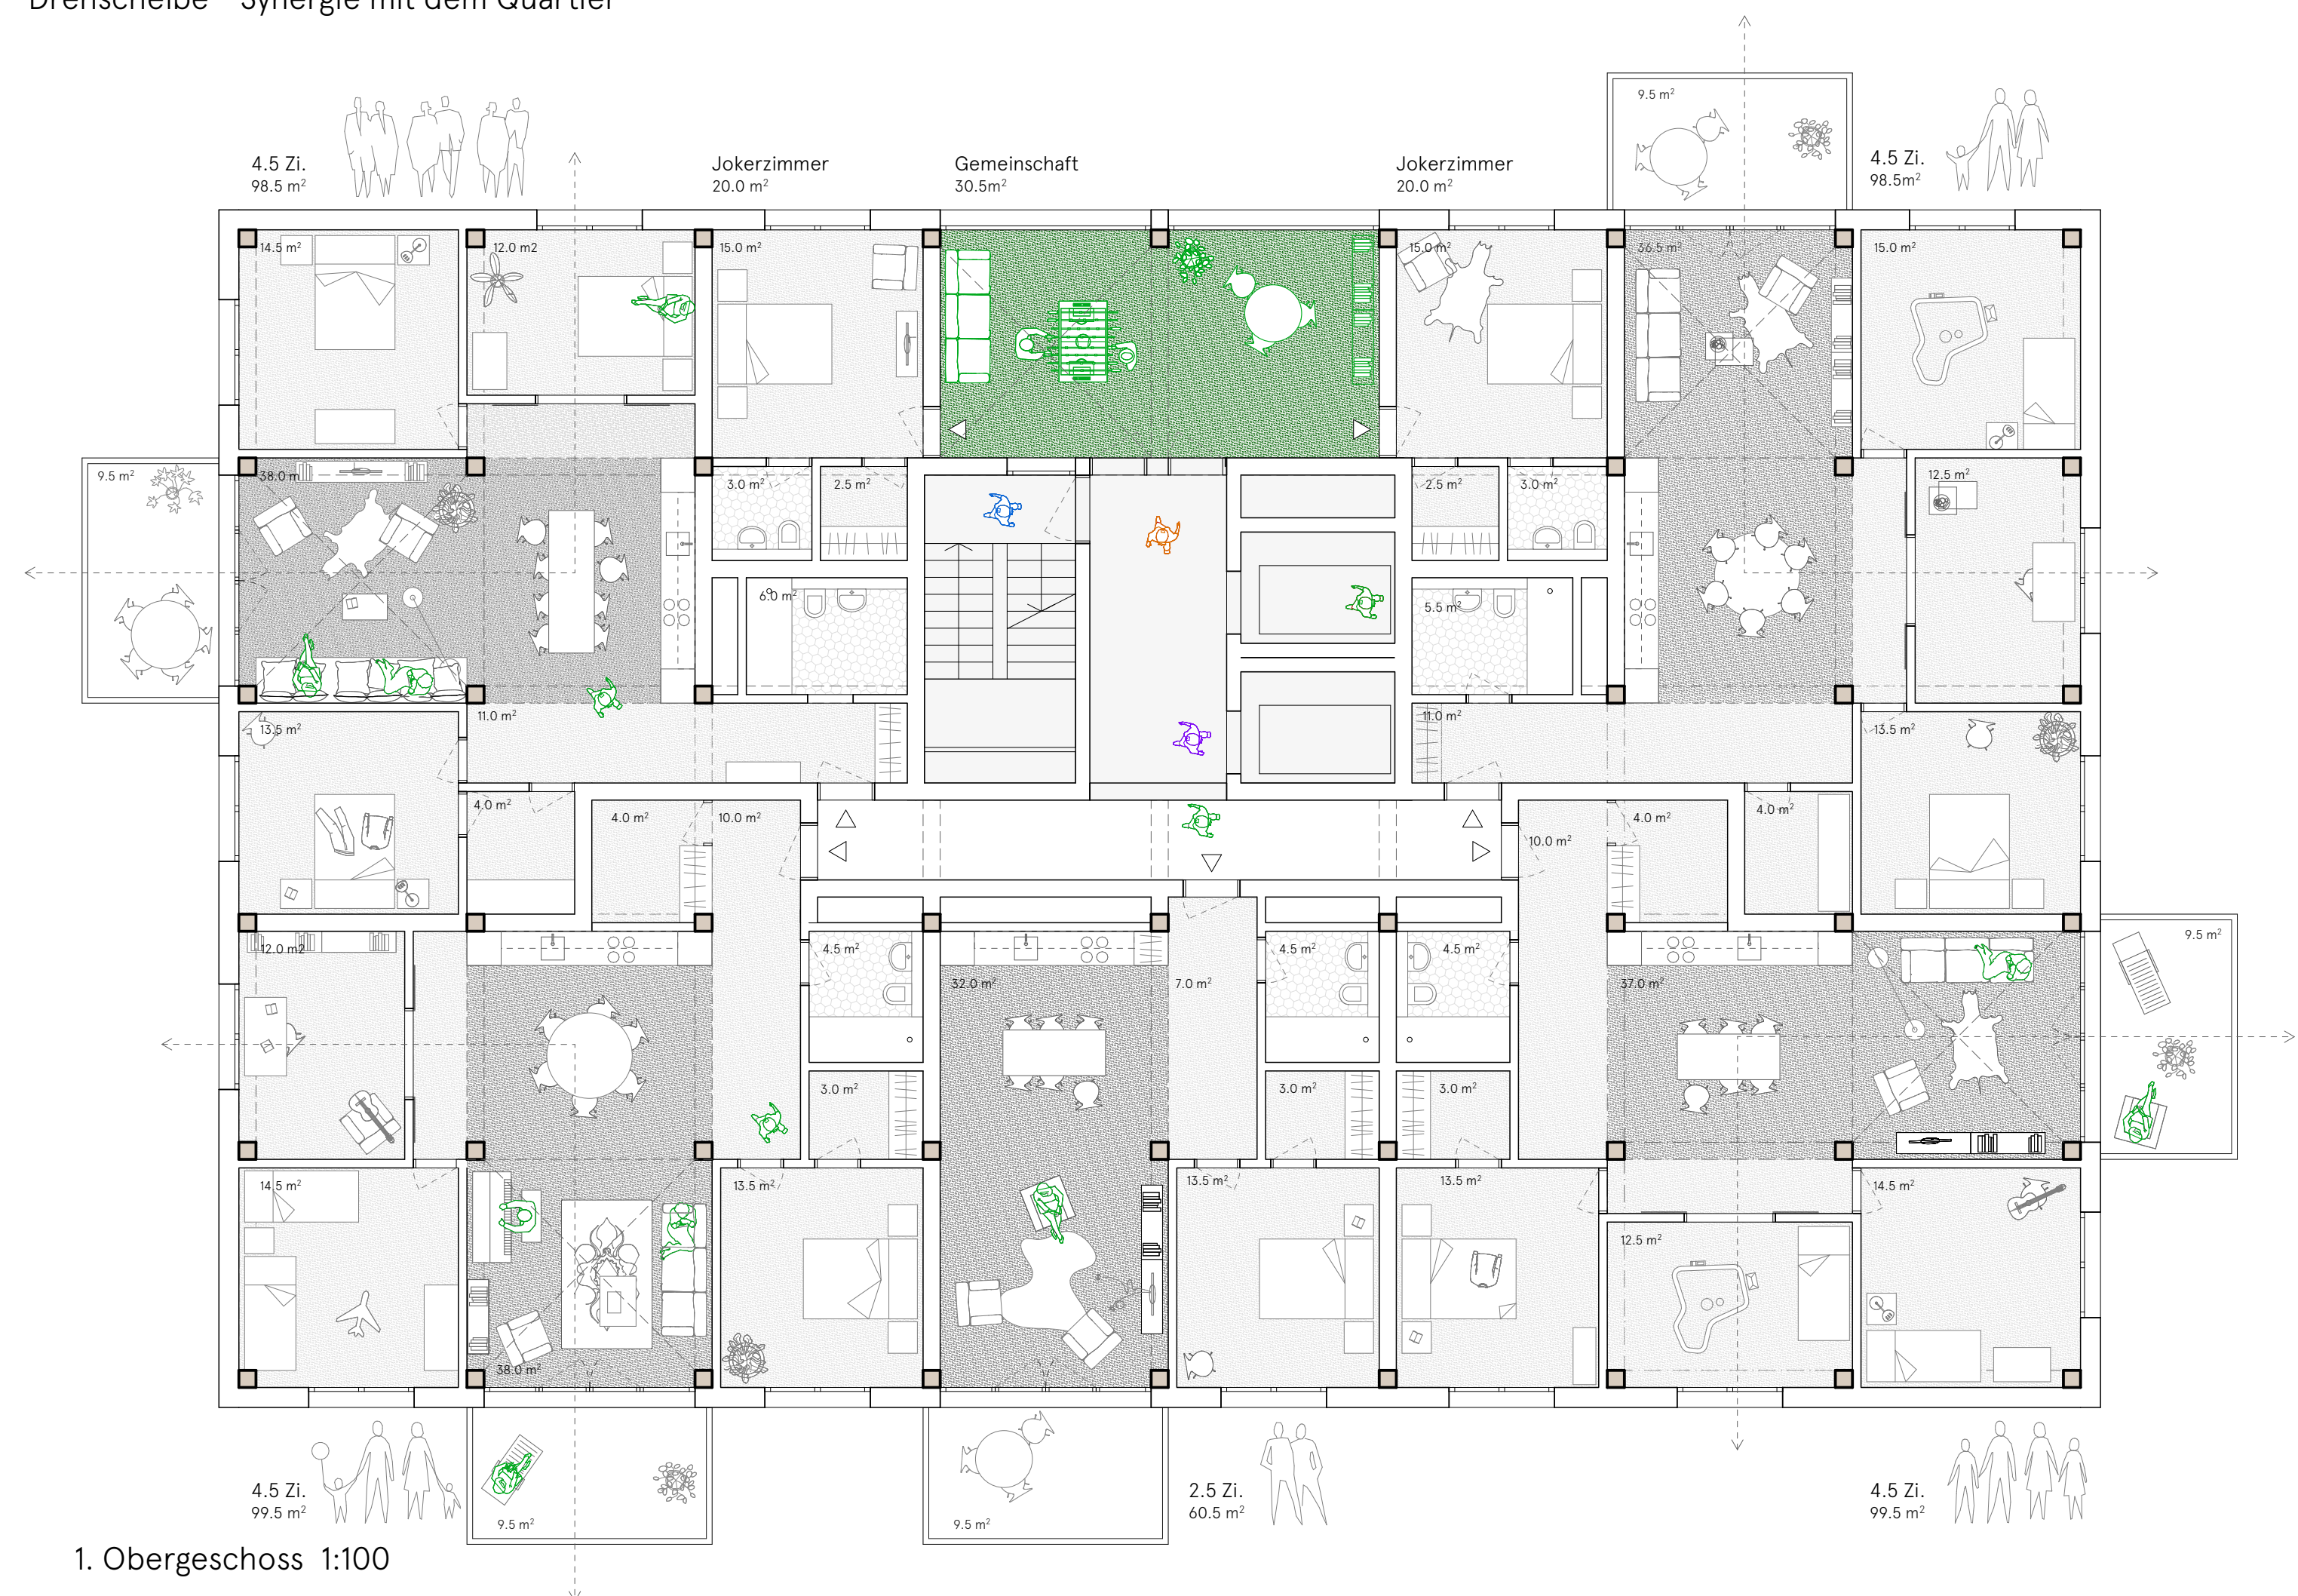 Drehscheibe - Synergie mit dem Quartier
9.5 m²
4.5 Zi.
98.5 m²
Jokerzimmer
20.0 m²
Gemeinschaft
30.5m²
Jokerzimmer
20.0 m²
4.5 Zi.
98.5m²
14.5 m²
12.0 m2
15.0 m²
15.0 m²
36.5 m²
15.0 m²
9.5 m²
38.0 m
3.0 m²
2.5 m²
2.5 m²
3.0 m²
12.5 m²
6.0 m²
5.5 m²
13.5 m²
11.0 m²
11.0 m²
13.5 m²
4.0 m²
4.0 m²
10.0 m²
10.0 m²
4.0 m²
4.0 m²
12.0 m2
4.5 m²
32.0 m²
7.0 m²
4.5 m²
4.5 m²
37.0 m²
9.5 m²
3.0 m²
3.0 m²
3.0 m²
14.5 m²
13.5 m²
13.5 m²
13.5 m²
12.5 m²
14.5 m²
38.0 m²
4.5 Zi.
99.5 m²
9.5 m²
9.5 m²
2.5 Zi.
60.5 m²
4.5 Zi.
99.5 m²
1. Obergeschoss 1:100